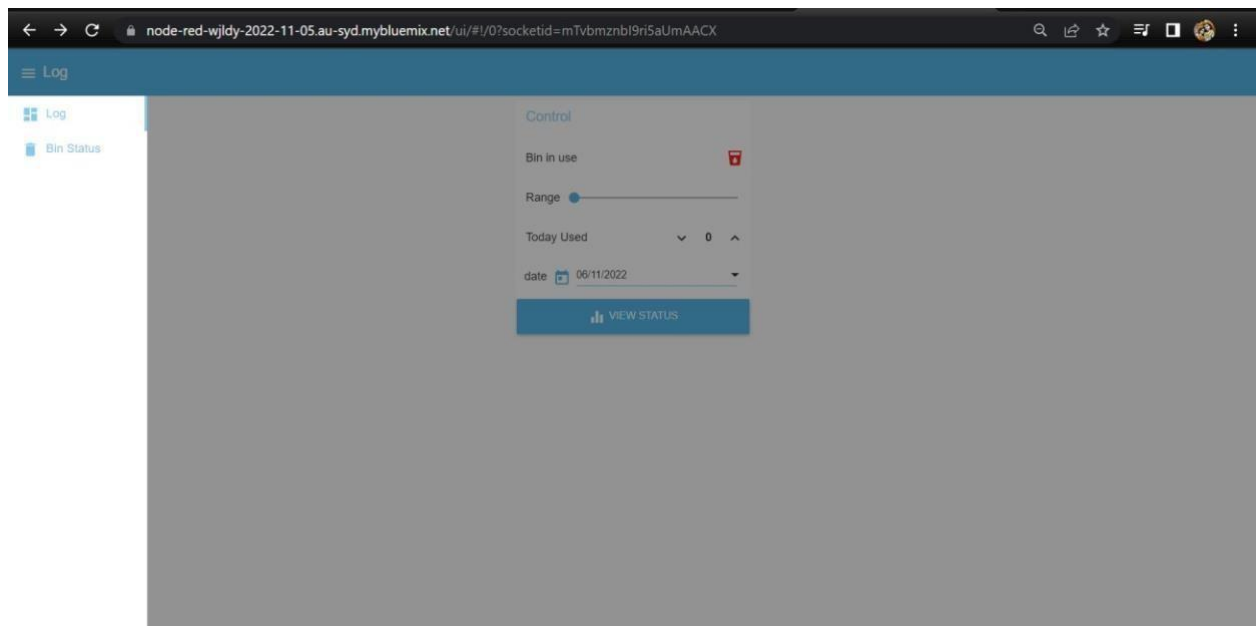 node-red-wjldy-2022-11-05.au-syd.mybluemix.net/ui/#!/0?socketid=mTvbmznbI9ri5aUmAACX
Log
Log
Bin Status
Control
Bin in use
Range
Today Used 0
date 06/11/2022
VIEW STATUS